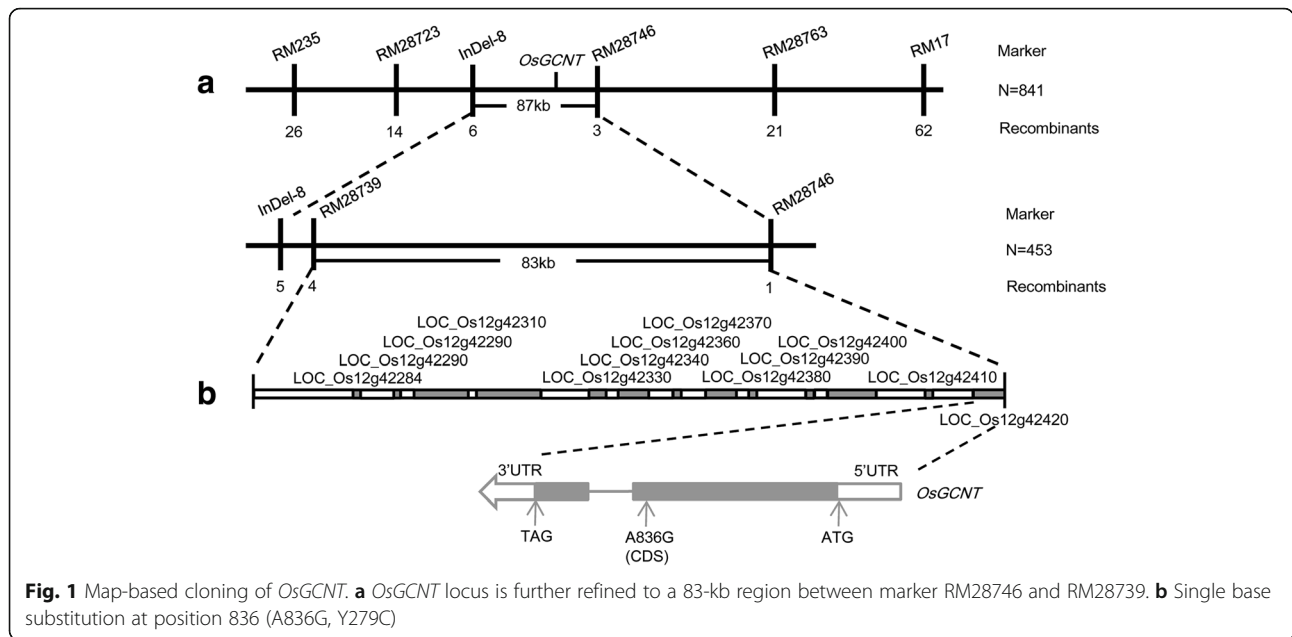 RM235 RM28723 InDel-8 OsGCNT RM28746 RM28763 RM17 Marker
a
87kb
N=841
26 14 6 3 21 62 Recombinants
InDel-8 RM28739 RM28746 Marker
83kb
N=453
5 4 1 Recombinants
LOC_Os12g42310 LOC_Os12g42370
LOC_Os12g42290 LOC_Os12g42360 LOC_Os12g42400
LOC_Os12g42290 LOC_Os12g42340 LOC_Os12g42390
LOC_Os12g42284 LOC_Os12g42330 LOC_Os12g42380 LOC_Os12g42410
b
LOC_Os12g42420
3'UTR 5'UTR
OsGCNT
TAG A836G ATG
(CDS)
Fig. 1 Map-based cloning of OsGCNT. a OsGCNT locus is further refined to a 83-kb region between marker RM28746 and RM28739. b Single base
substitution at position 836 (A836G, Y279C)